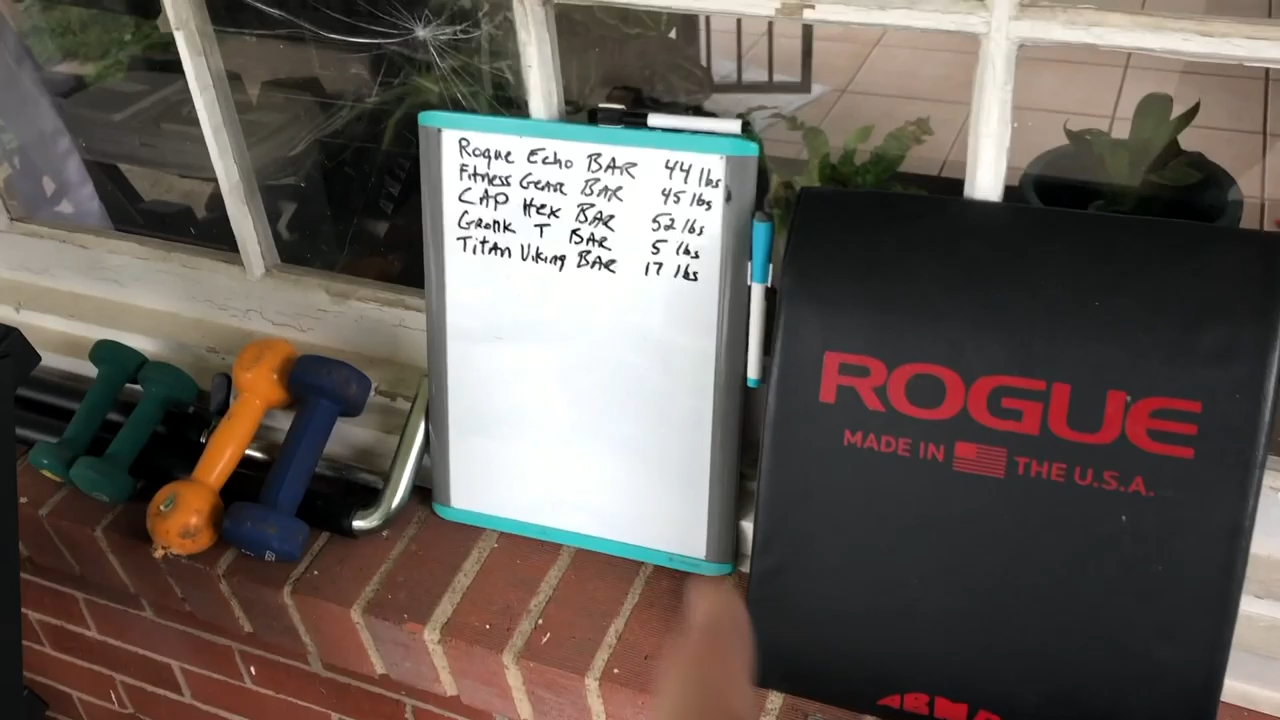 Rogue Echo BAR 44 lbs
Fitness GEAR BAR 45 lbs
CAP Hex BAR 52 lbs
Gronk T BAR 5 lbs
Titan Viking BAR 17 lbs
ROGUE
MADE IN THE U.S.A.